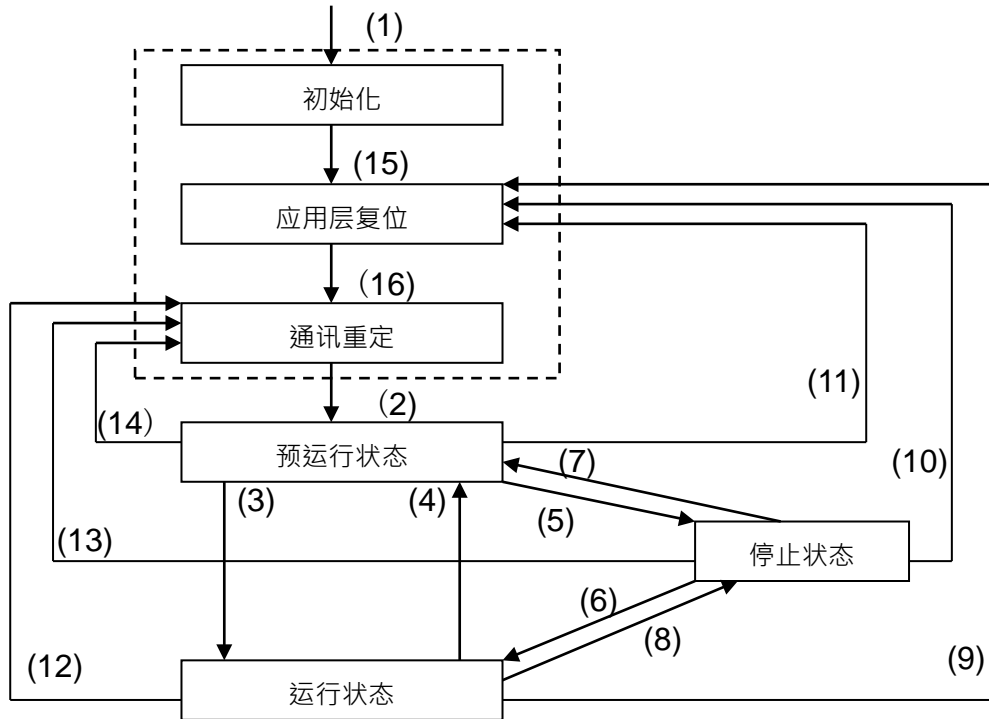 (1)
初始化
(15)
应用层复位
（16)
通讯重定
（2)
(11)
(14）
预运行状态
(7)
(10)
(3)
(4)
(5)
(13)
停止状态
(6)
(8)
(12)
(9)
运行状态